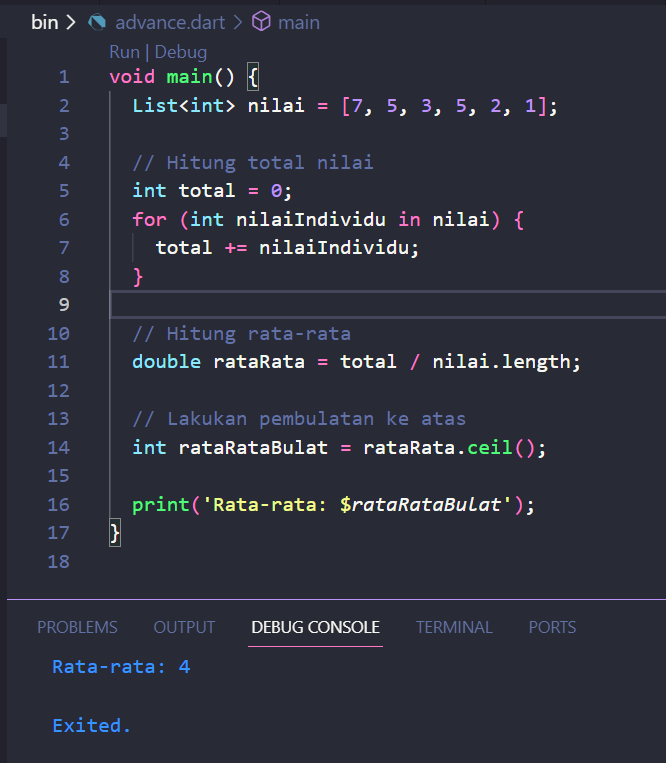 bin > advance.dart > main
Run | Debug
1 void main() {
2   List<int> nilai = [7, 5, 3, 5, 2, 1];
3
4   // Hitung total nilai
5   int total = 0;
6   for (int nilaiIndividu in nilai) {
7     total += nilaiIndividu;
8   }
9
10   // Hitung rata-rata
11   double rataRata = total / nilai.length;
12
13   // Lakukan pembulatan ke atas
14   int rataRataBulat = rataRata.ceil();
15
16   print('Rata-rata: $rataRataBulat');
17 }
18
PROBLEMS OUTPUT DEBUG CONSOLE TERMINAL PORTS
Rata-rata: 4
Exited.